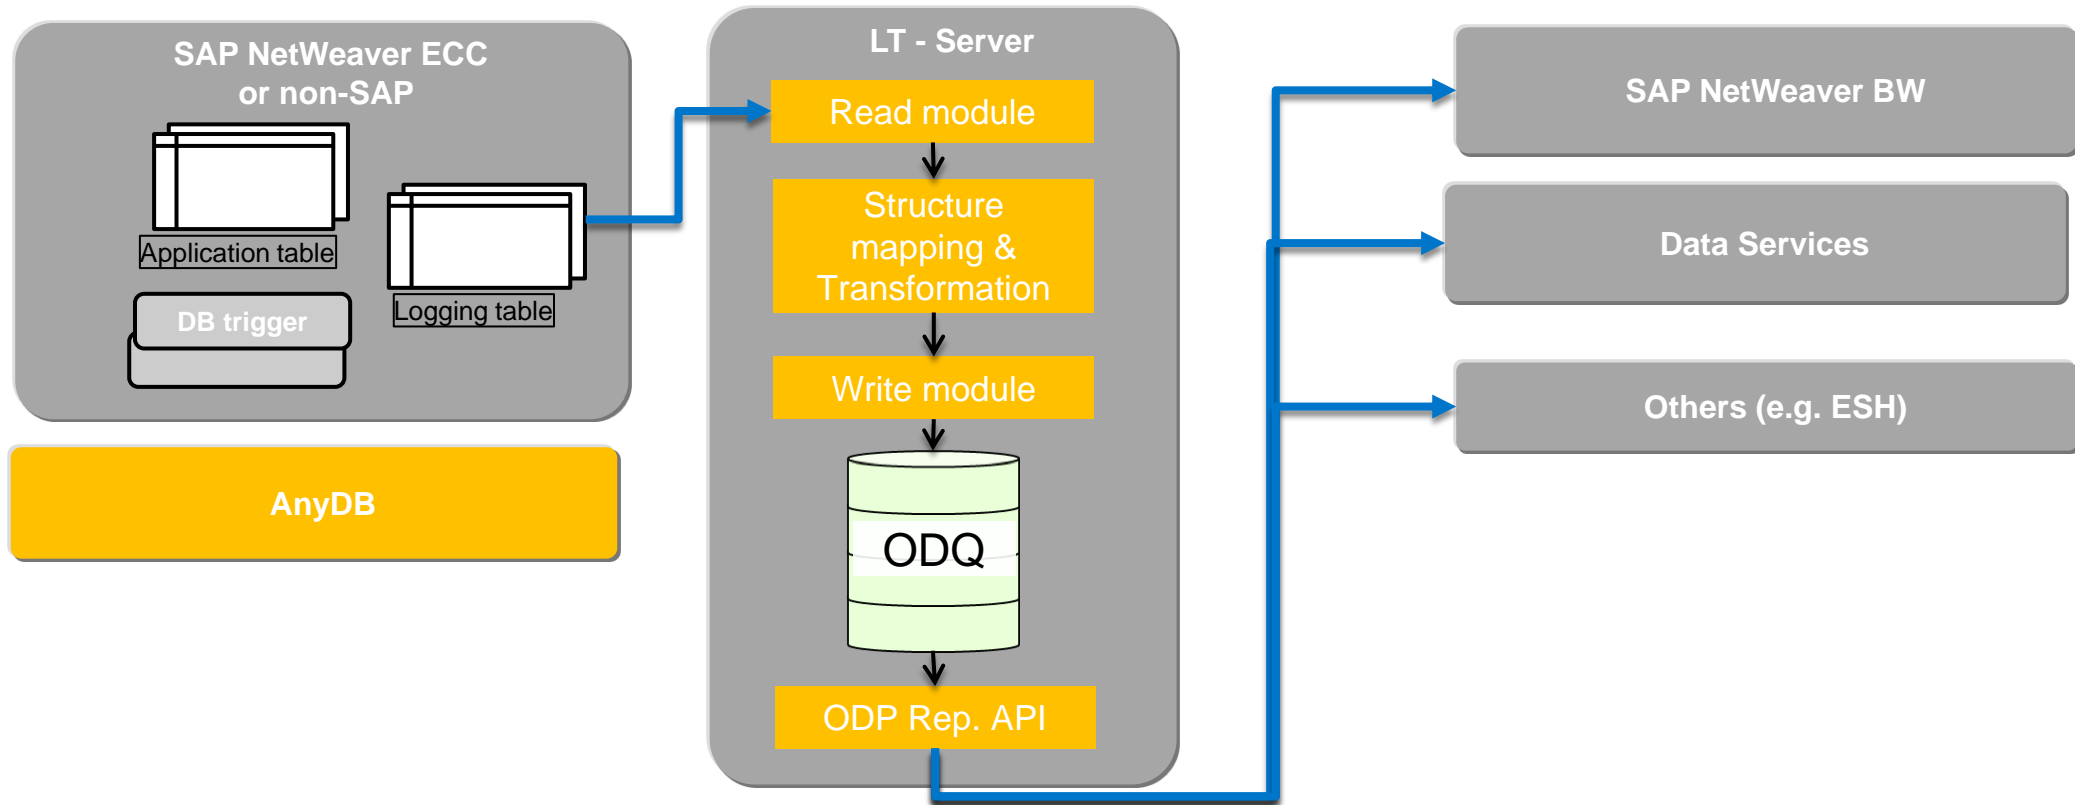 SAP NetWeaver ECC
or non-SAP
Application table
Logging table
DB trigger
AnyDB
LT - Server
Read module
Structure
mapping &
Transformation
Write module
ODQ
ODP Rep. API
SAP NetWeaver BW
Data Services
Others (e.g. ESH)